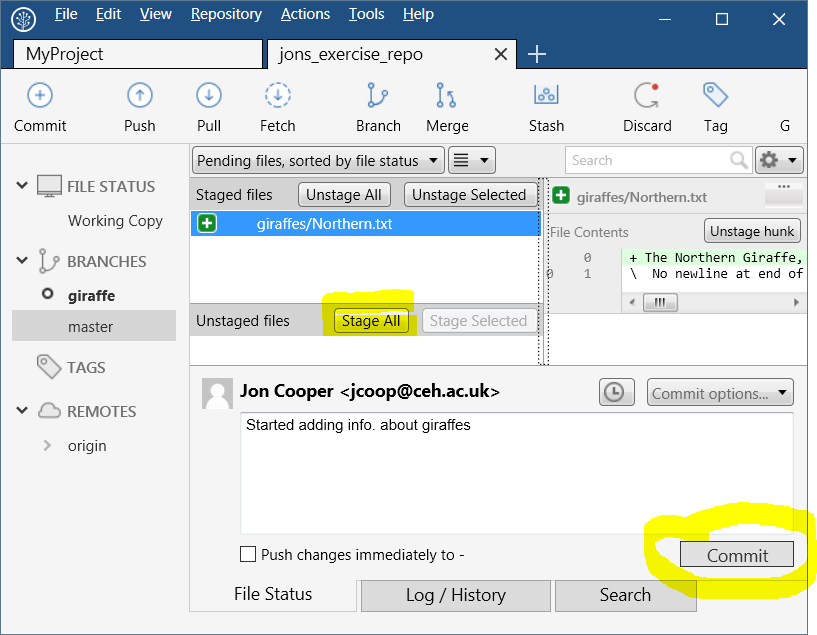 File Edit View Repository Actions Tools Help
MyProject
jons_exercise_repo
Commit Push Pull Fetch Branch Merge Stash Discard Tag G
FILE STATUS
Working Copy
BRANCHES
giraffe
master
TAGS
REMOTES
origin
Pending files, sorted by file status
Search
Staged files
Unstage All
Unstage Selected
giraffes/Northern.txt
Unstaged files
Stage All
Stage Selected
giraffes/Northern.txt
File Contents
Unstage hunk
0 + The Northern Giraffe,
0 1 \ No newline at end of
Jon Cooper <jcoop@ceh.ac.uk>
Commit options...
Started adding info. about giraffes
Push changes immediately to -
Commit
File Status
Log / History
Search